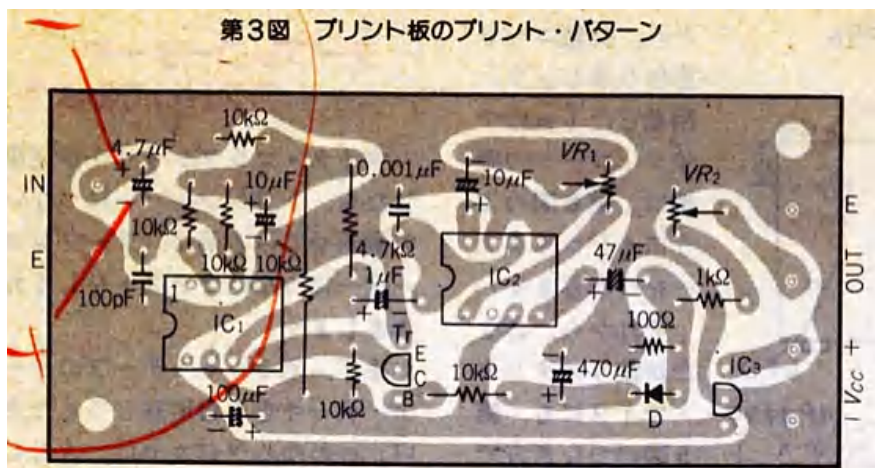 第3図 プリント板のプリント・パターン
10kΩ
4.7μF
+
-
IN
E
10kΩ
10kΩ
10μF
+
-
10kΩ
100pF
1
IC1
0.001μF
4.7kΩ
1μF
+
-
-
10μF
+
IC2
VR1
VR2
47μF
+
-
1kΩ
100Ω
E
OUT
+
Vcc
-
IC3
Tr
E
C
B
10kΩ
10kΩ
-
470μF
+
D
100μF
-
+